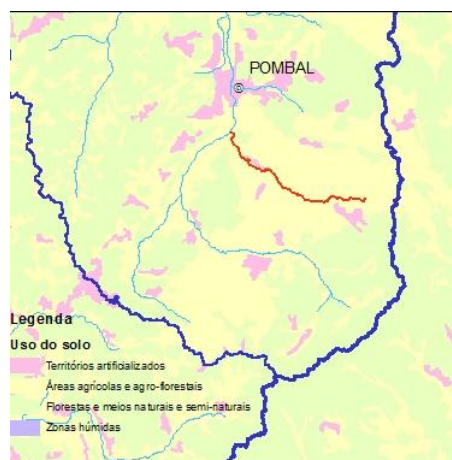 POMBAL
Legenda
Uso do solo
Territórios artificializados
Áreas agrícolas e agro-florestais
Florestas e meios naturais e semi-naturais
Zonas húmidas